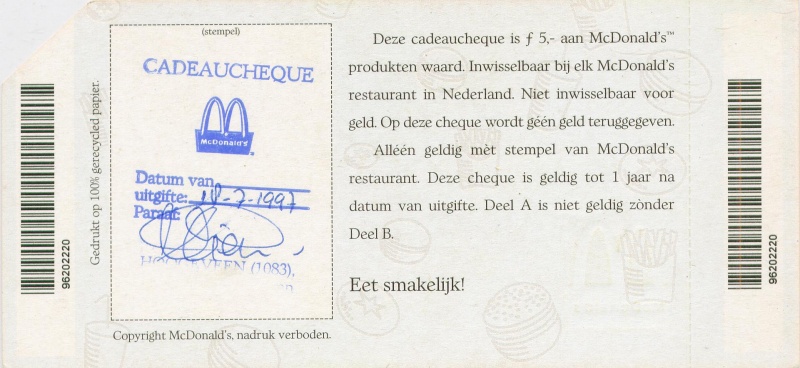 96202220
Gedrukt op 100% gerecycled papier.
(stempel)
CADEAUCHEQUE
McDonald's
Datum van
uitgifte: -7-1997
Paraaf:
HOOGEVEEN (1083),
Copyright McDonald's, nadruk verboden.
Deze cadeaucheque is ƒ 5,- aan McDonald's™
produkten waard. Inwisselbaar bij elk McDonald's
restaurant in Nederland. Niet inwisselbaar voor
geld. Op deze cheque wordt géén geld teruggegeven.
Alléén geldig mèt stempel van McDonald's
restaurant. Deze cheque is geldig tot 1 jaar na
datum van uitgifte. Deel A is niet geldig zònder
Deel B.
Eet smakelijk!
96202220